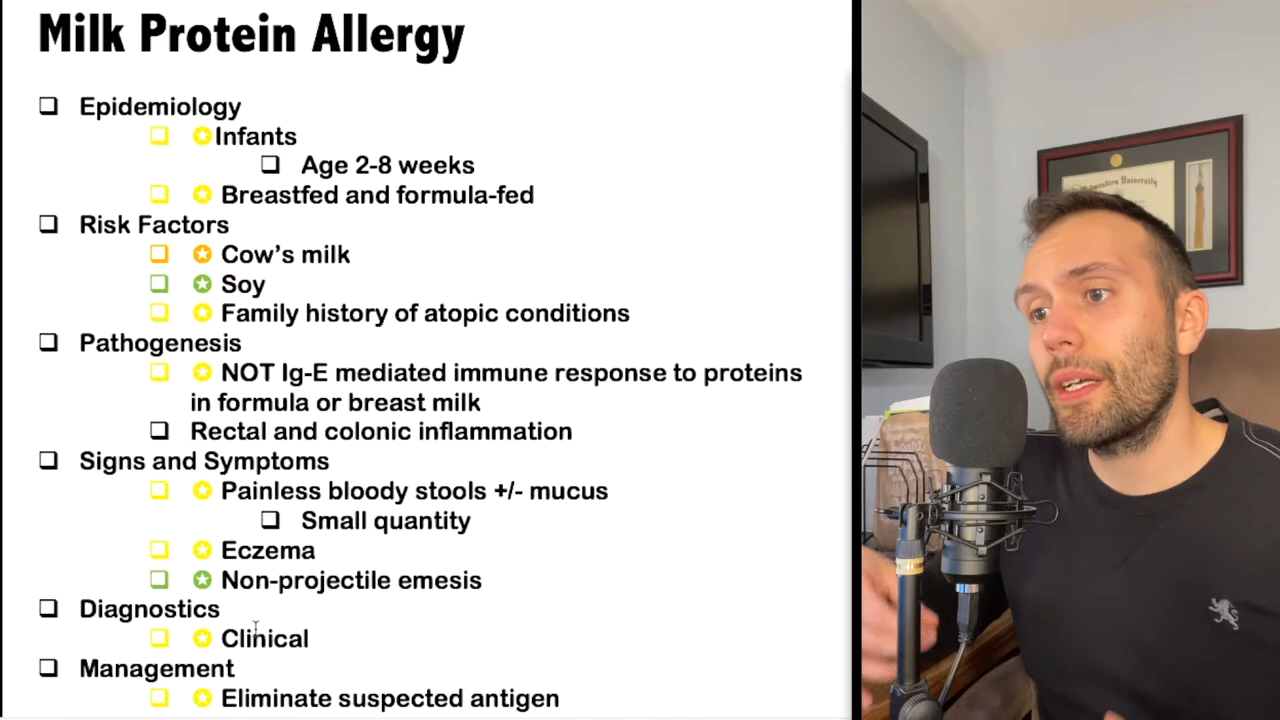 Milk Protein Allergy
Epidemiology
Infants
Age 2-8 weeks
Breastfed and formula-fed
Risk Factors
Cow’s milk
Soy
Family history of atopic conditions
Pathogenesis
NOT Ig-E mediated immune response to proteins
in formula or breast milk
Rectal and colonic inflammation
Signs and Symptoms
Painless bloody stools +/- mucus
Small quantity
Eczema
Non-projectile emesis
Diagnostics
Clinical
Management
Eliminate suspected antigen
University